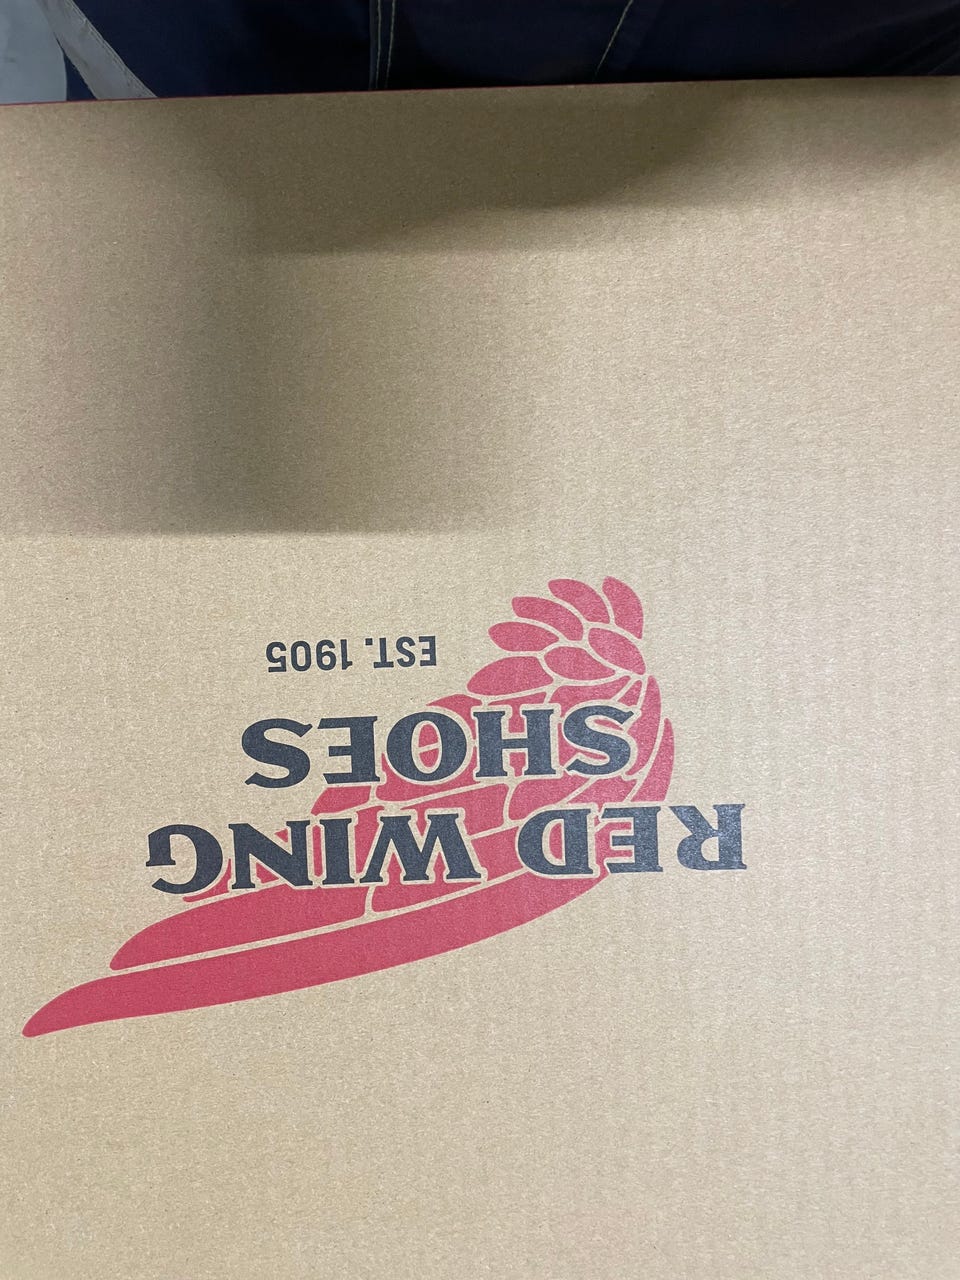 RED WING
SHOES
EST. 1905